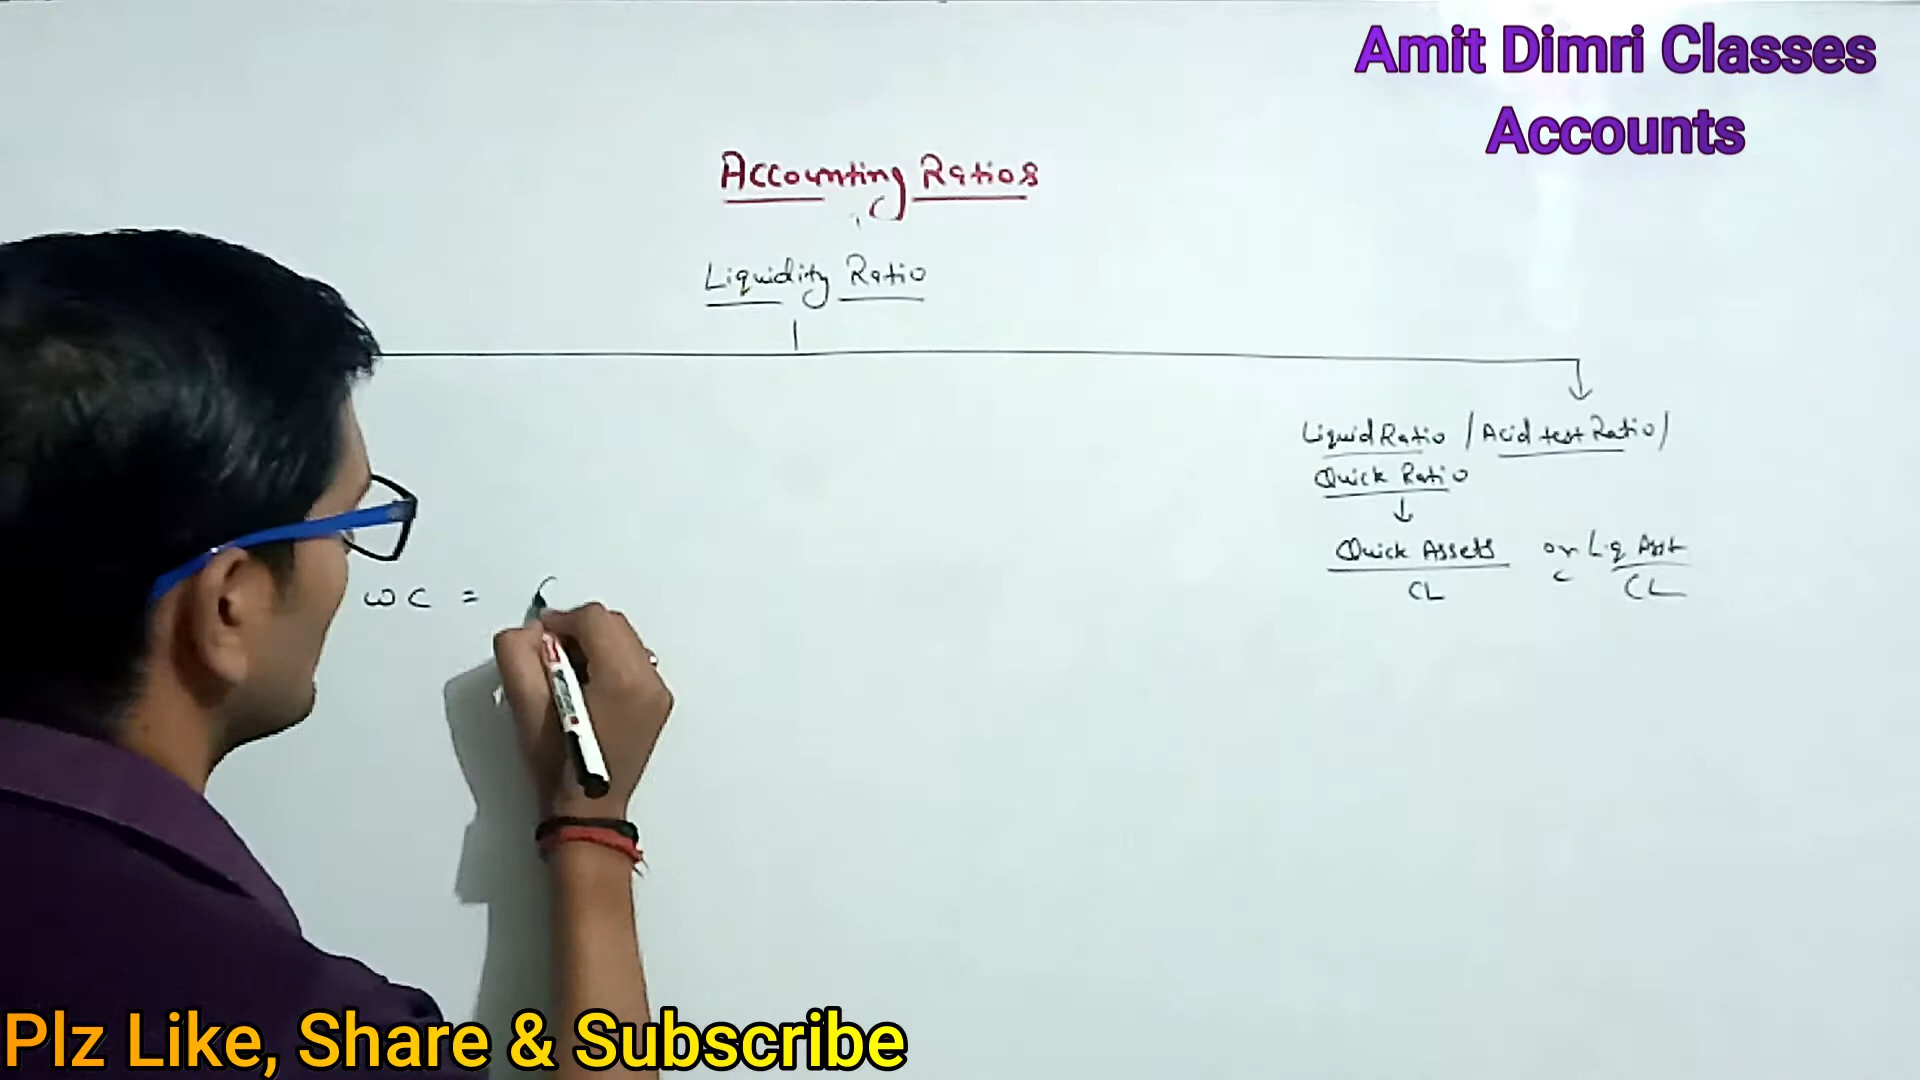 Amit Dimri Classes
Accounts
Accounting Ratios
Liquidity Ratio
Liquid Ratio / Acid test Ratio /
Quick Ratio
Quick Assets or Liq Asst
CL CL
WC = C
Plz Like, Share & Subscribe